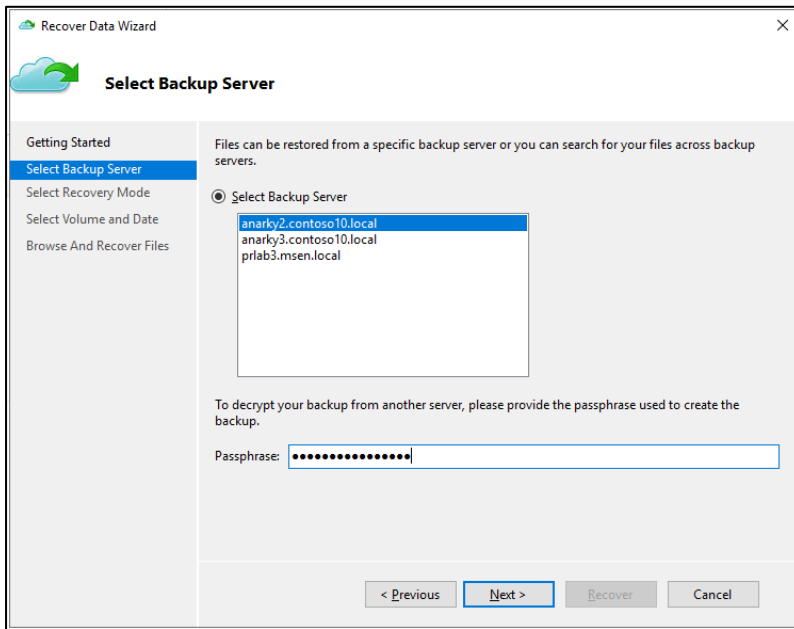 Recover Data Wizard
Select Backup Server
Getting Started
Select Backup Server
Select Recovery Mode
Select Volume and Date
Browse And Recover Files
Files can be restored from a specific backup server or you can search for your files across backup
servers.
Select Backup Server
anarky2.contoso10.local
anarky3.contoso10.local
prlab3.msen.local
To decrypt your backup from another server, please provide the passphrase used to create the
backup.
Passphrase: ●●●●●●●●●●●●●●●●
< Previous
Next >
Recover
Cancel